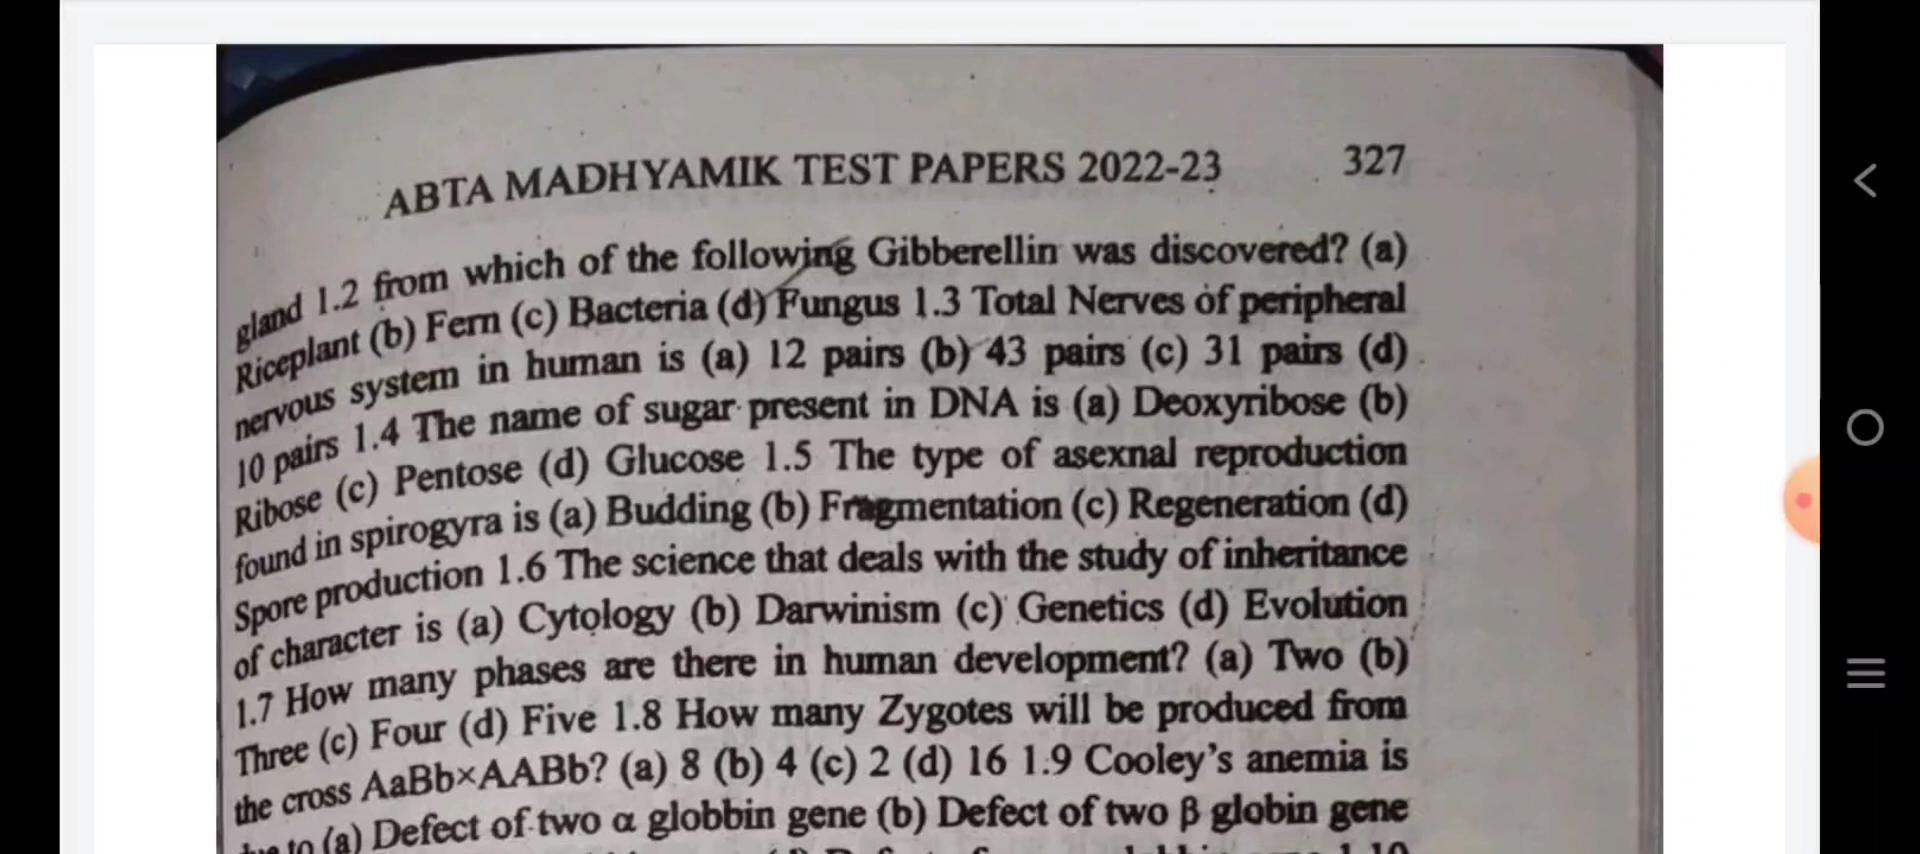 ABTA MADHYAMIK TEST PAPERS 2022-23 327
gland 1.2 from which of the following Gibberellin was discovered? (a)
Riceplant (b) Fern (c) Bacteria (d) Fungus 1.3 Total Nerves of peripheral
nervous system in human is (a) 12 pairs (b) 43 pairs (c) 31 pairs (d)
10 pairs 1.4 The name of sugar present in DNA is (a) Deoxyribose (b)
Ribose (c) Pentose (d) Glucose 1.5 The type of asexnal reproduction
found in spirogyra is (a) Budding (b) Fragmentation (c) Regeneration (d)
Spore production 1.6 The science that deals with the study of inheritance
of character is (a) Cytology (b) Darwinism (c) Genetics (d) Evolution
1.7 How many phases are there in human development? (a) Two (b)
Three (c) Four (d) Five 1.8 How many Zygotes will be produced from
the cross AaBb×AABb? (a) 8 (b) 4 (c) 2 (d) 16 1.9 Cooley's anemia is
to (a) Defect of two α globbin gene (b) Defect of two β globin gene
1.10